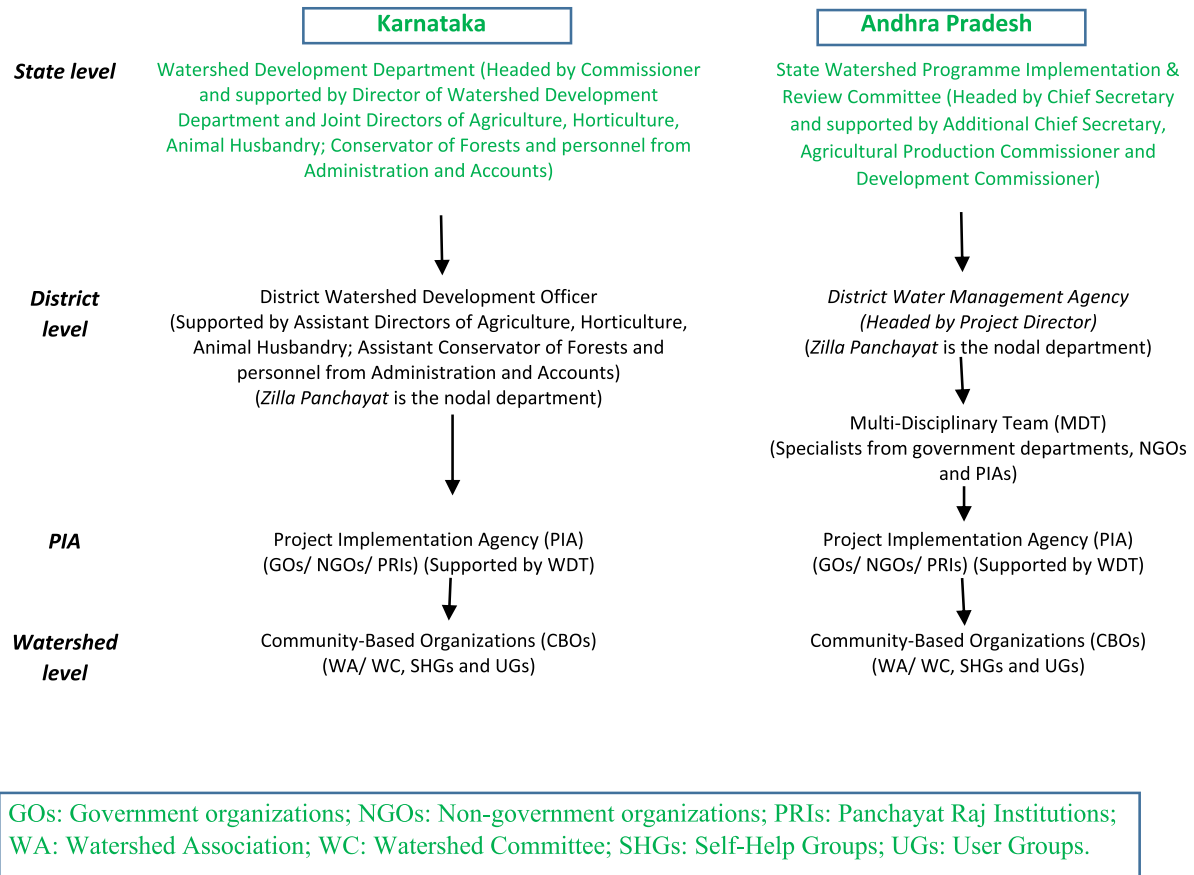 Karnataka
Andhra Pradesh
State level
Watershed Development Department (Headed by Commissioner
and supported by Director of Watershed Development
Department and Joint Directors of Agriculture, Horticulture,
Animal Husbandry; Conservator of Forests and personnel from
Administration and Accounts)
State Watershed Programme Implementation &
Review Committee (Headed by Chief Secretary
and supported by Additional Chief Secretary,
Agricultural Production Commissioner and
Development Commissioner)
District
level
District Watershed Development Officer
(Supported by Assistant Directors of Agriculture, Horticulture,
Animal Husbandry; Assistant Conservator of Forests and
personnel from Administration and Accounts)
(Zilla Panchayat is the nodal department)
District Water Management Agency
(Headed by Project Director)
(Zilla Panchayat is the nodal department)
Multi-Disciplinary Team (MDT)
(Specialists from government departments, NGOs
and PIAs)
PIA
Project Implementation Agency (PIA)
(GOs/ NGOs/ PRIs) (Supported by WDT)
Project Implementation Agency (PIA)
(GOs/ NGOs/ PRIs) (Supported by WDT)
Watershed
level
Community-Based Organizations (CBOs)
(WA/ WC, SHGs and UGs)
Community-Based Organizations (CBOs)
(WA/ WC, SHGs and UGs)
GOs: Government organizations; NGOs: Non-government organizations; PRIs: Panchayat Raj Institutions;
WA: Watershed Association; WC: Watershed Committee; SHGs: Self-Help Groups; UGs: User Groups.